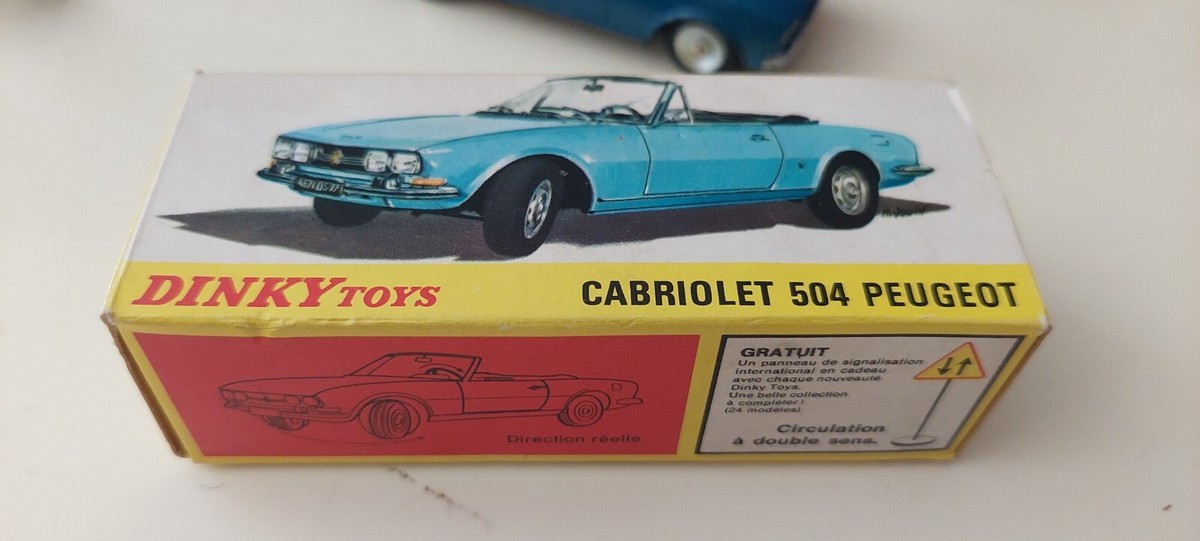 DINKY TOYS
CABRIOLET 504 PEUGEOT
Direction réelle
GRATUIT
Un panneau de signalisation
international en cadeau
avec chaque nouveauté
Dinky Toys.
Une belle collection
à compléter!
(24 modèles)
Circulation
à double sens.